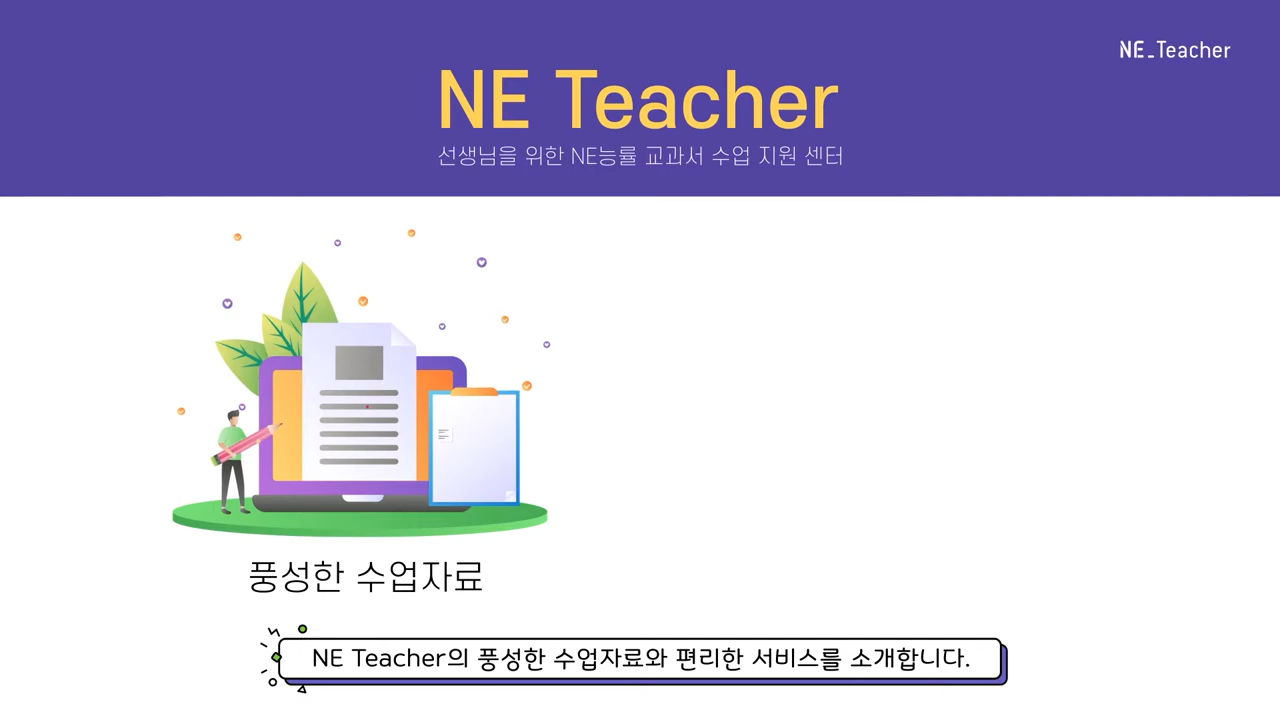 NE_Teacher
NE Teacher
선생님을 위한 NE능률 교과서 수업 지원 센터
풍성한 수업자료
NE Teacher의 풍성한 수업자료와 편리한 서비스를 소개합니다.